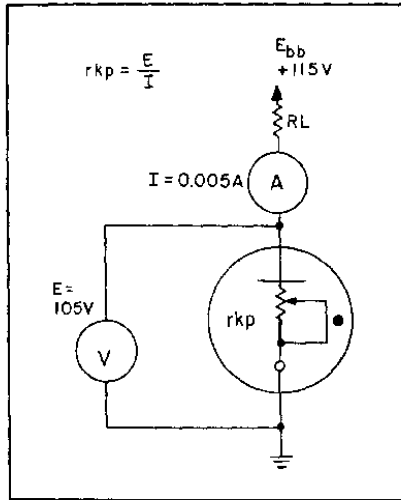 rkp = E/I
Ebb
+115V
RL
I = 0.005A
A
E=
105V
V
rkp